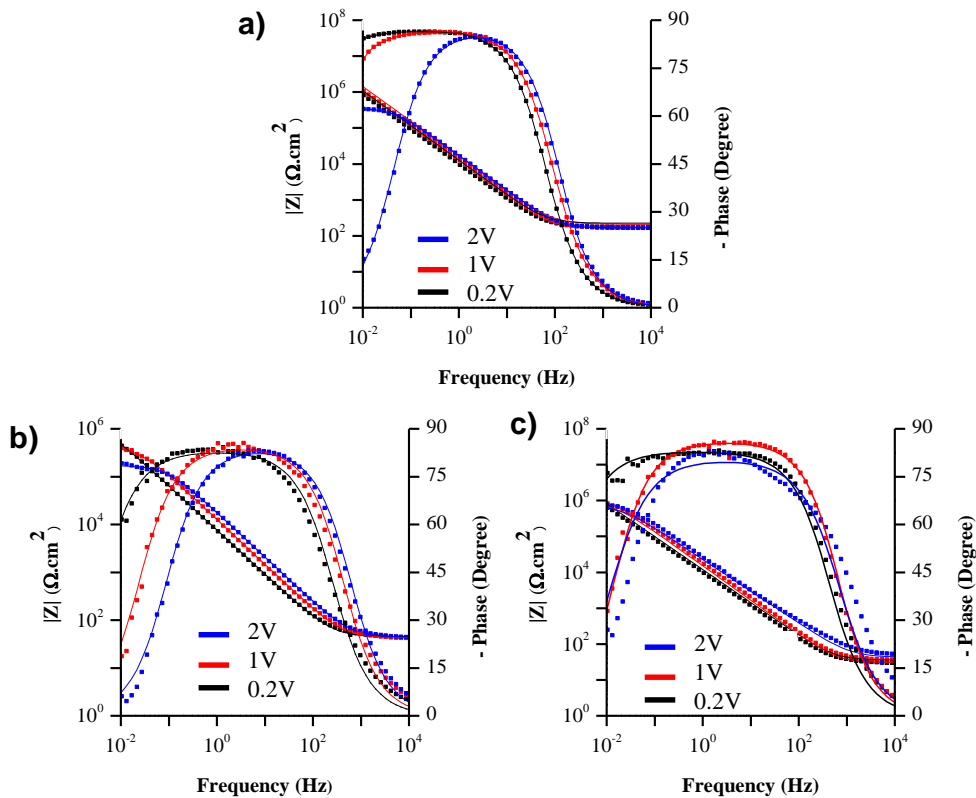 a)
10^8
10^6
10^4
10^2
10^0
|Z| (Ω.cm^2)
90
75
60
45
30
15
0
- Phase (Degree)
2V
1V
0.2V
10^-2
10^0
10^2
10^4
Frequency (Hz)
b)
10^6
10^4
10^2
10^0
|Z| (Ω.cm^2)
90
75
60
45
30
15
0
- Phase (Degree)
2V
1V
0.2V
10^-2
10^0
10^2
10^4
Frequency (Hz)
c)
10^8
10^6
10^4
10^2
10^0
|Z| (Ω.cm^2)
90
75
60
45
30
15
0
- Phase (Degree)
2V
1V
0.2V
10^-2
10^0
10^2
10^4
Frequency (Hz)